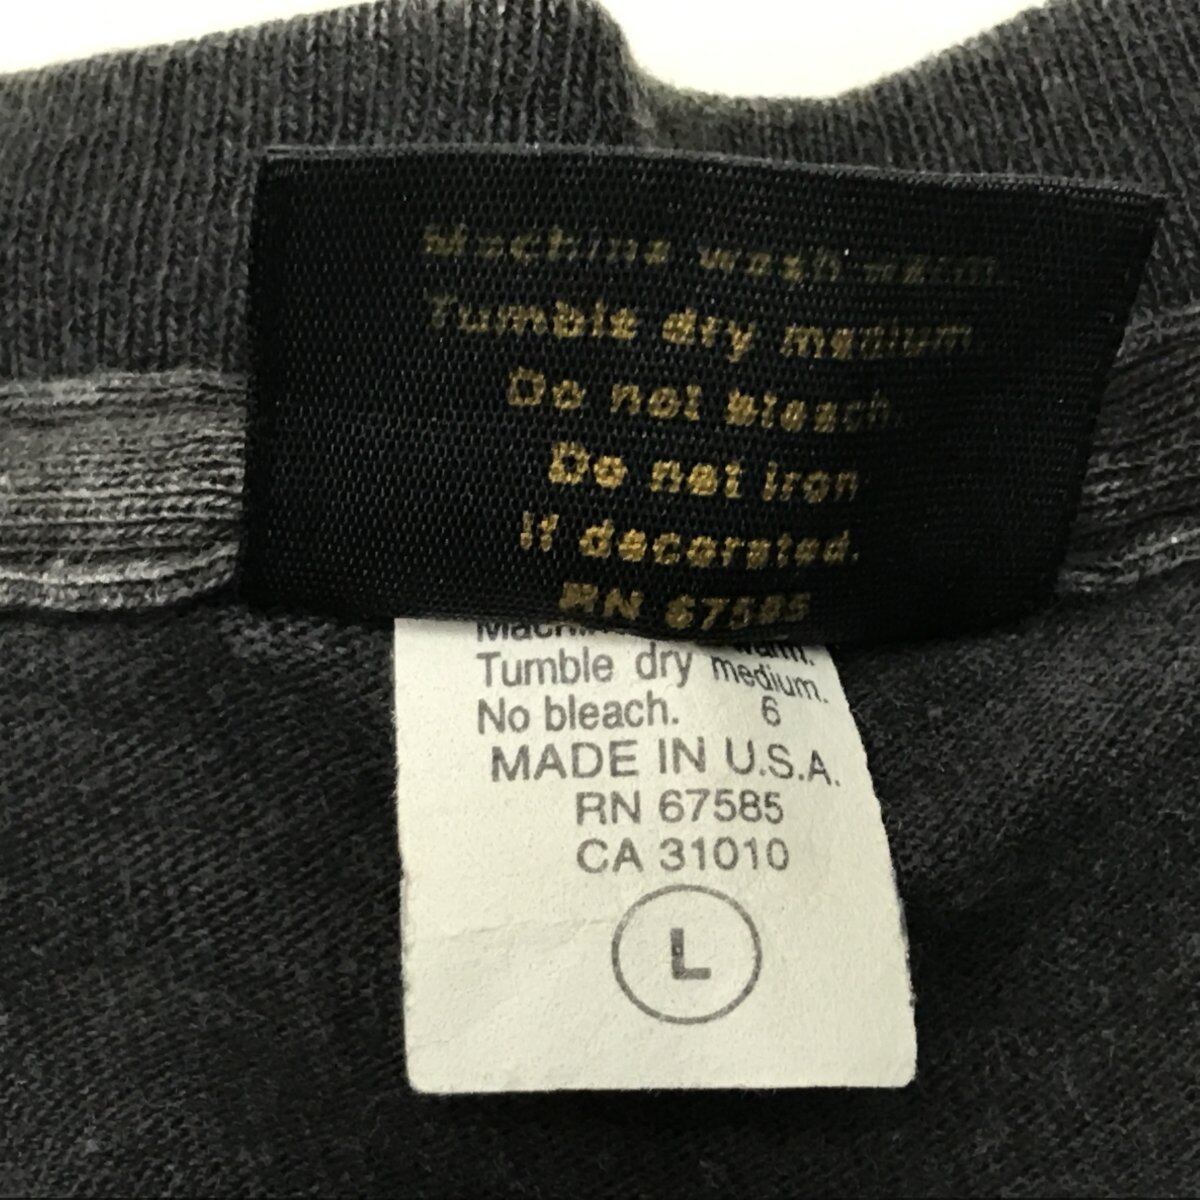 Machine wash warm.
Tumble dry medium
Do not bleach.
Do not iron
If decorated.
RN 67585
warm.
Tumble dry medium.
No bleach. 6
MADE IN U.S.A.
RN 67585
CA 31010
L